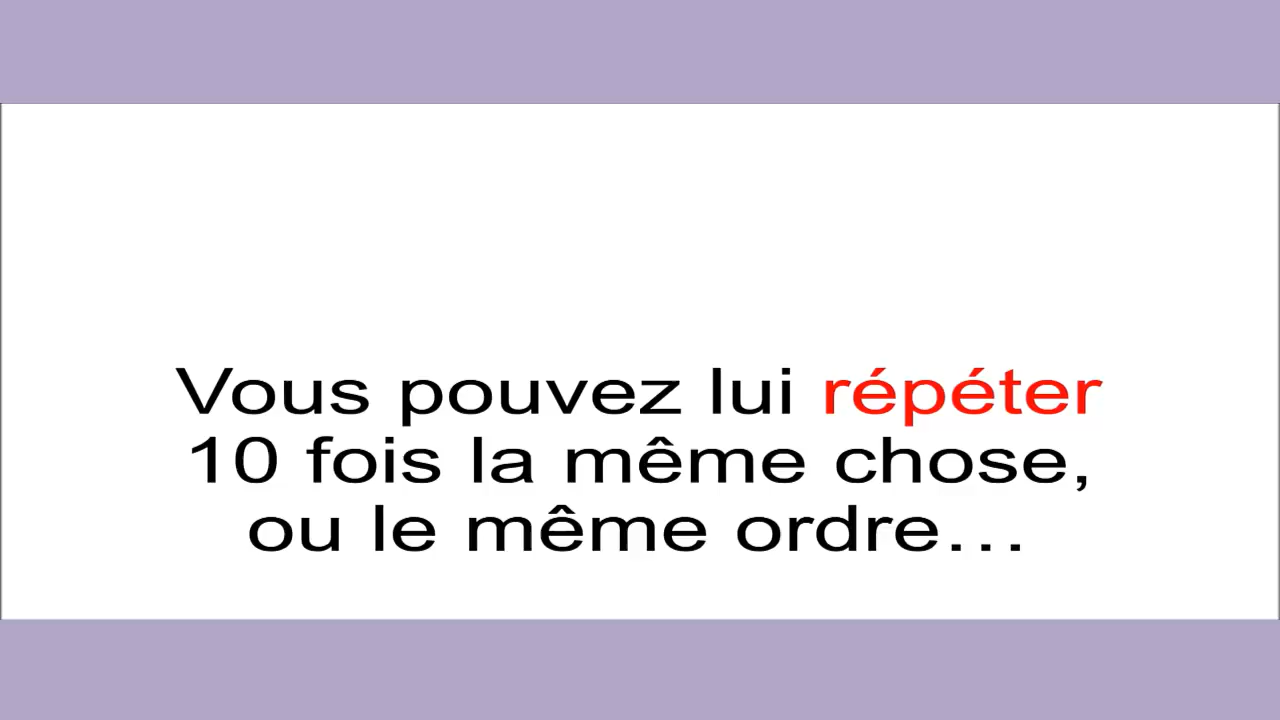 Vous pouvez lui répéter
10 fois la même chose,
ou le même ordre…